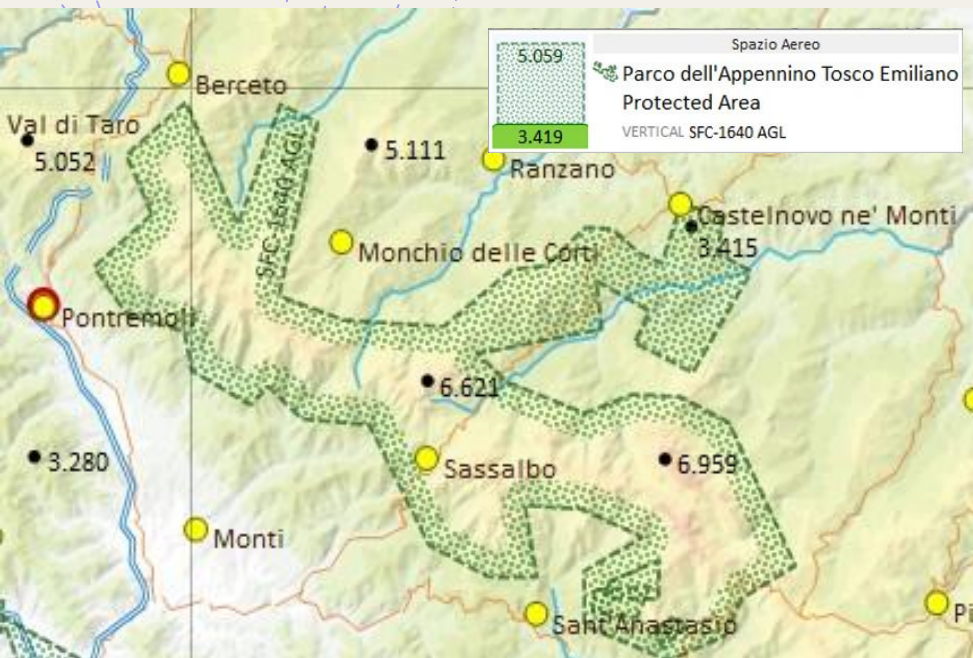 Spazio Aereo
5.059
Parco dell'Appennino Tosco Emiliano
Protected Area
VERTICAL SFC-1640 AGL
3.419
Berceto
Val di Taro
5.052
5.111
Ranzano
SFC-1640 AGL
Castelnovo ne' Monti
3.415
Monchio delle Corti
Pontremoli
6.621
3.280
Sassalbo
6.959
Monti
Sant'Anastasio
Pi